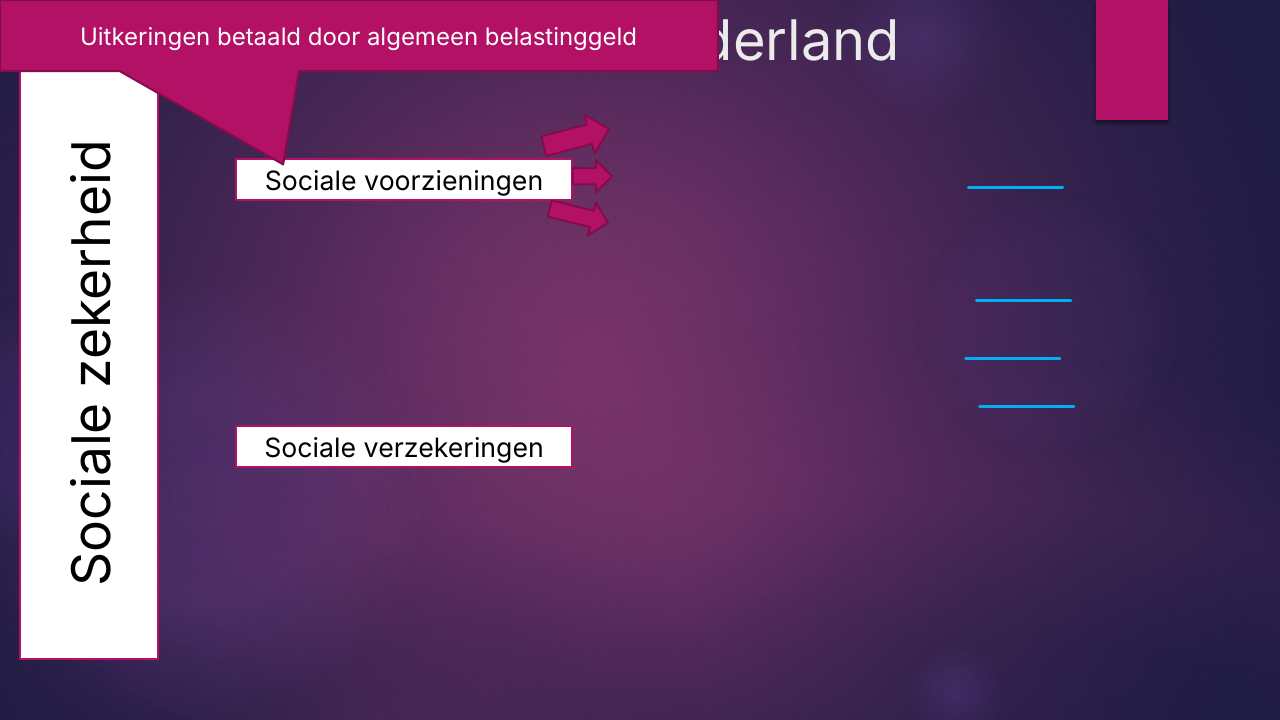 Uitkeringen betaald door algemeen belastinggeld
derland
Sociale zekerheid
Sociale voorzieningen
Sociale verzekeringen